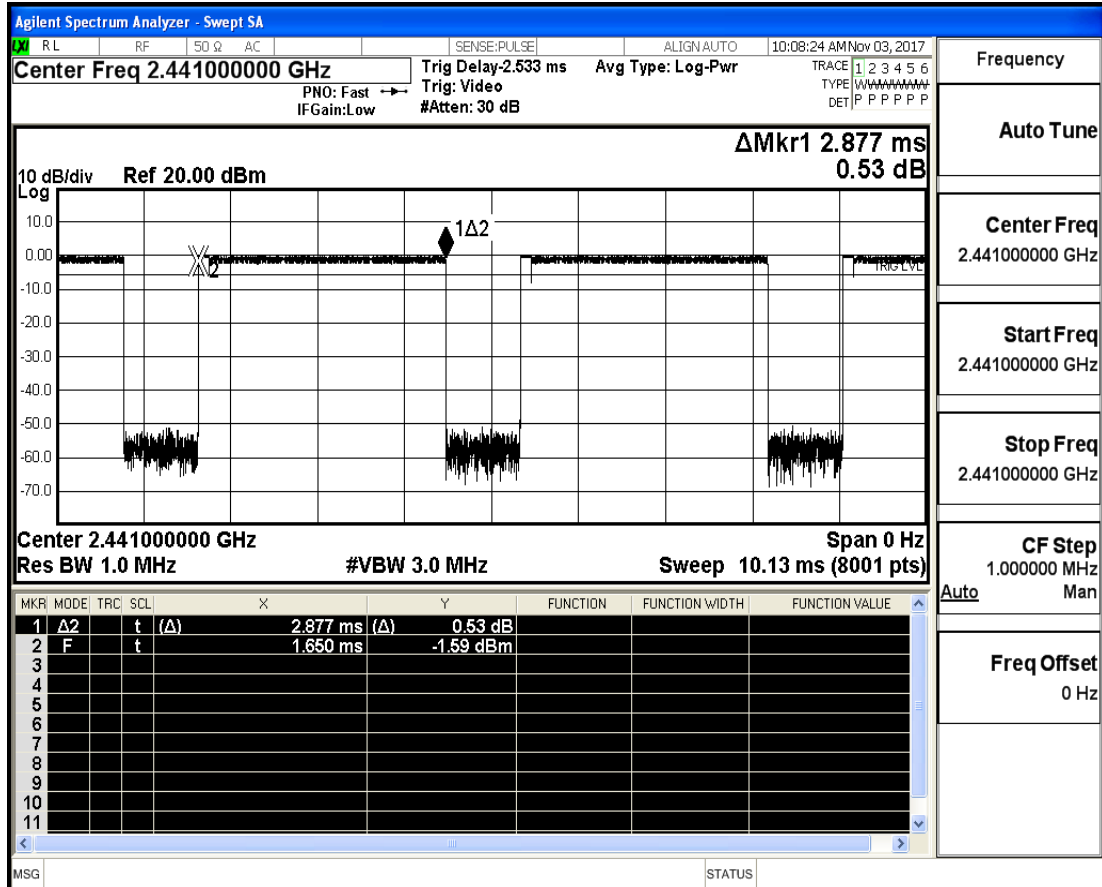 Agilent Spectrum Analyzer - Swept SA
LXI RL RF 50 Ω AC SENSE:PULSE ALIGN AUTO 10:08:24 AM Nov 03, 2017
Center Freq 2.441000000 GHz
PNO: Fast
IFGain:Low
Trig Delay-2.533 ms
Trig: Video
#Atten: 30 dB
Avg Type: Log-Pwr
TRACE 1 2 3 4 5 6
TYPE WWWWWW
DET P P P P P P
ΔMkr1 2.877 ms
0.53 dB
10 dB/div Ref 20.00 dBm
Log
10.0
1Δ2
0.00
2
TRIG LVL
-10.0
-20.0
-30.0
-40.0
-50.0
-60.0
-70.0
Center 2.441000000 GHz Span 0 Hz
Res BW 1.0 MHz #VBW 3.0 MHz Sweep 10.13 ms (8001 pts)
MKR MODE TRC SCL X Y FUNCTION FUNCTION WIDTH FUNCTION VALUE
1 Δ2 t (Δ) 2.877 ms (Δ) 0.53 dB
2 F t 1.650 ms -1.59 dBm
3
4
5
6
7
8
9
10
11
MSG STATUS
Frequency
Auto Tune
Center Freq
2.441000000 GHz
Start Freq
2.441000000 GHz
Stop Freq
2.441000000 GHz
CF Step
1.000000 MHz
Auto Man
Freq Offset
0 Hz